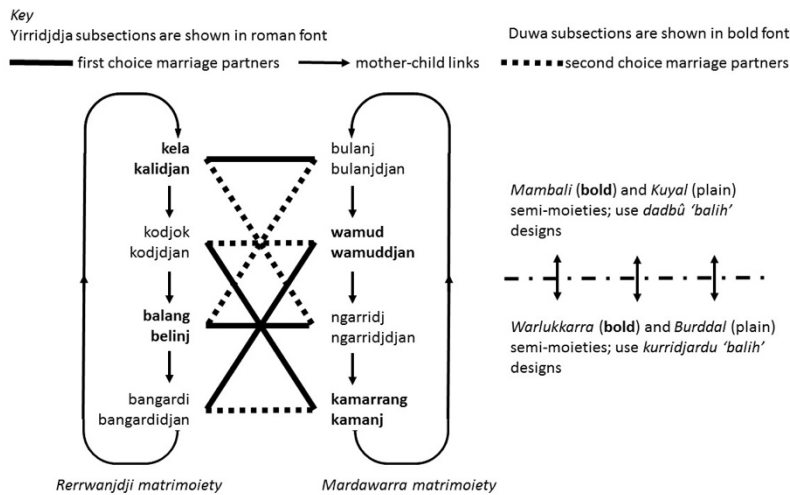 Key
Yirridjdja subsections are shown in roman font
Duwa subsections are shown in bold font
first choice marriage partners
mother-child links
second choice marriage partners
kela
kalidjan
bulanj
bulanjdjan
kodjok
kodjdjan
wamud
wamuddjan
balang
belinj
ngarridj
ngarridjdjan
bangardi
bangardidjan
kamarrang
kamanj
Rerrwanjdji matrimoiety
Mardawarra matrimoiety
Mambali (bold) and Kuyal (plain)
semi-moieties; use dadbû ‘balih’
designs
Warlukkarra (bold) and Burddal (plain)
semi-moieties; use kurridjardu ‘balih’
designs